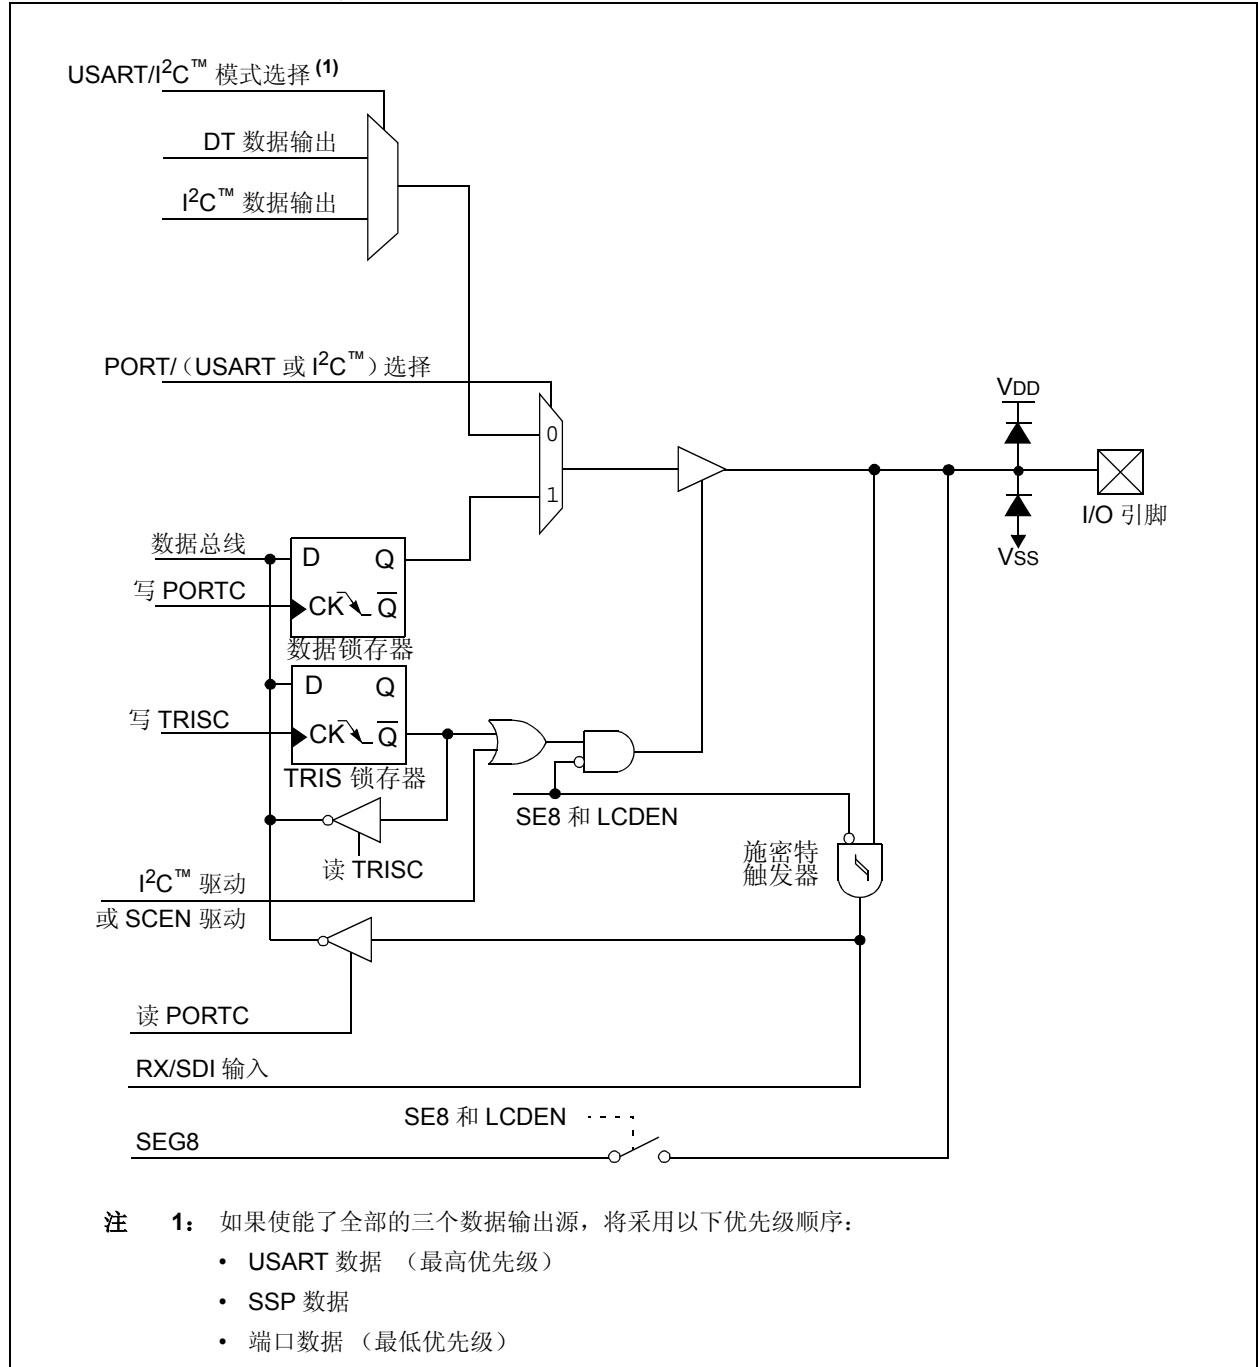 USART/I²C™ 模式选择 (1)
DT 数据输出
I²C™ 数据输出
PORT/（USART 或 I²C™）选择
0
1
VDD
I/O 引脚
VSS
数据总线
写 PORTC
D Q
CK Q̅
数据锁存器
写 TRISC
D Q
CK Q̅
TRIS 锁存器
SE8 和 LCDEN
读 TRISC
施密特
触发器
I²C™ 驱动
或 SCEN 驱动
读 PORTC
RX/SDI 输入
SE8 和 LCDEN
SEG8
注 1： 如果使能了全部的三个数据输出源，将采用以下优先级顺序：
• USART 数据 （最高优先级）
• SSP 数据
• 端口数据 （最低优先级）